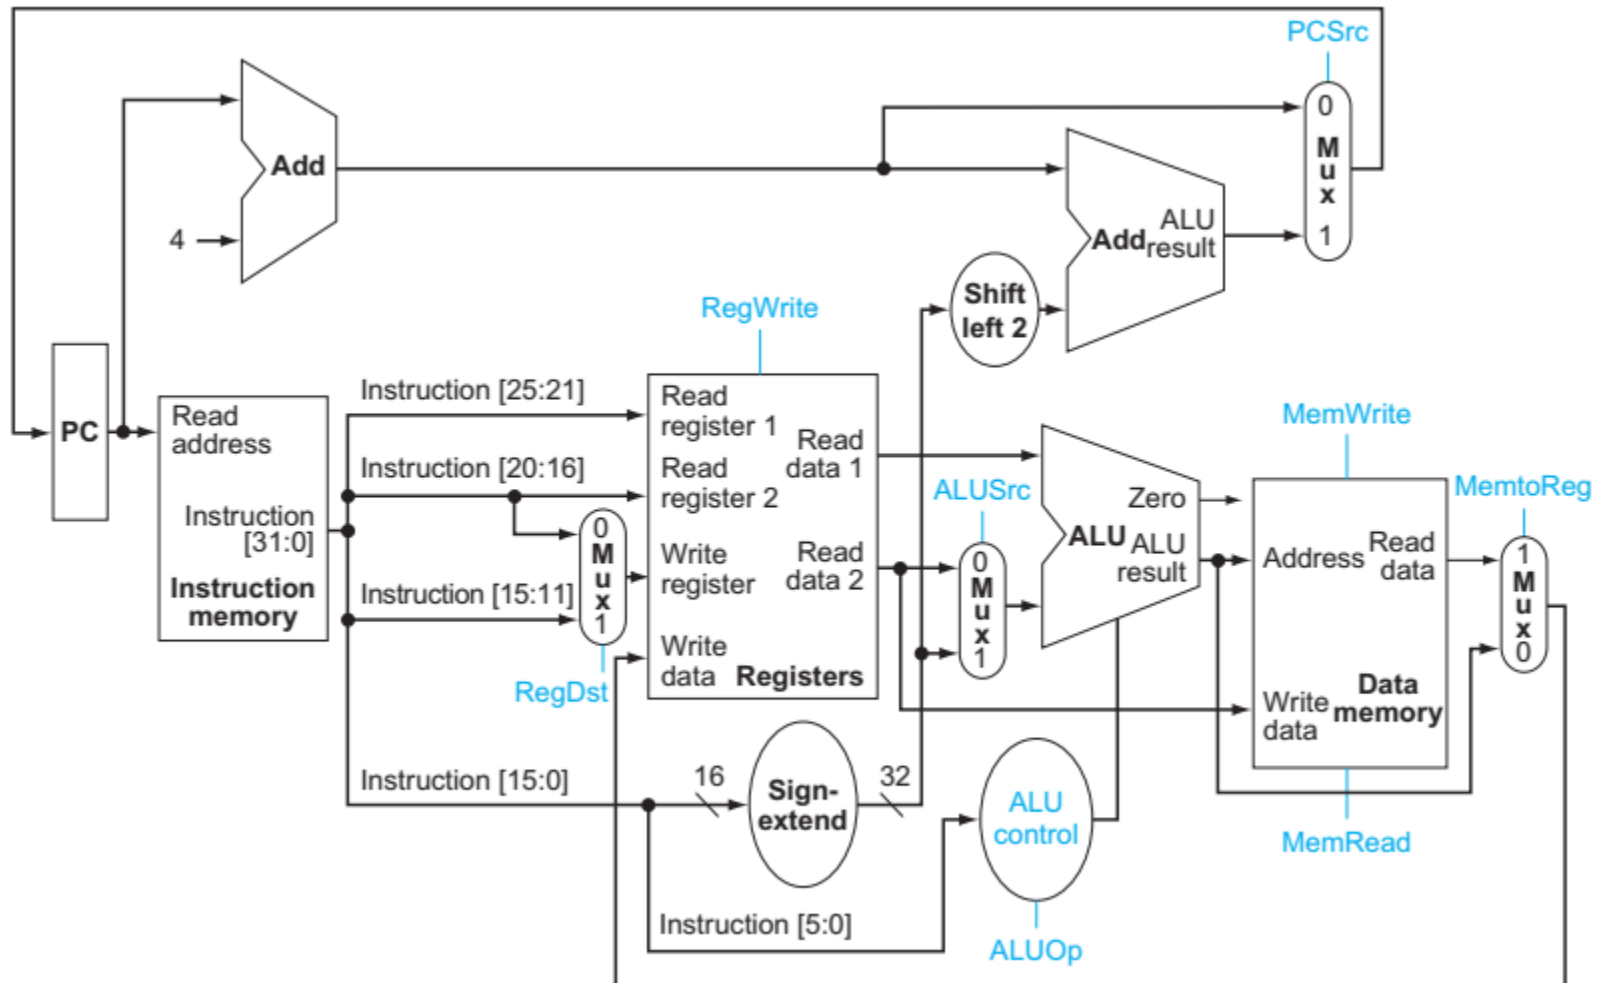 PCSrc
0
Mux
1
Add
4
Add
ALU
result
Shift
left 2
RegWrite
PC
Read
address
Instruction
[31:0]
Instruction
memory
Instruction [25:21]
Instruction [20:16]
Instruction [15:11]
0
Mux
1
RegDst
Read
register 1
Read
register 2
Write
register
Write
data
Read
data 1
Read
data 2
Registers
ALUSrc
0
Mux
1
ALU
Zero
ALU
result
MemWrite
Address
Read
data
Write
data
Data
memory
MemRead
MemtoReg
1
Mux
0
Instruction [15:0]
16
Sign-
extend
32
ALU
control
Instruction [5:0]
ALUOp